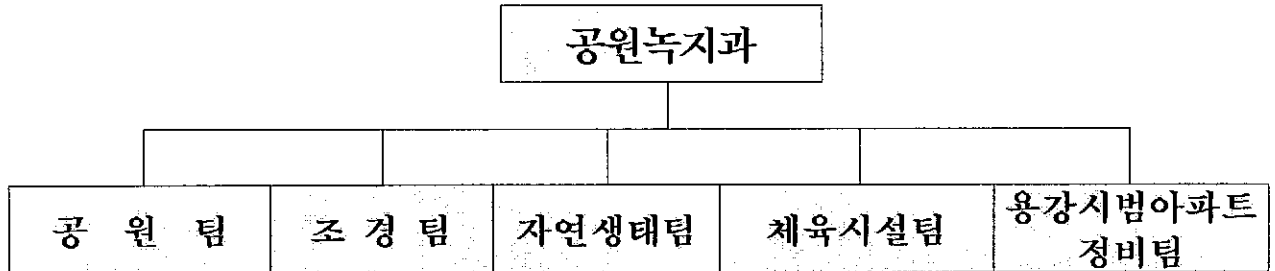 공원녹지과
공 원 팀
조 경 팀
자연생태팀
체육시설팀
용강시범아파트
정비팀